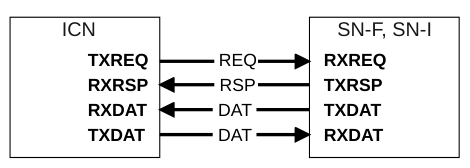 ICN SN-F, SN-I
TXREQ REQ RXREQ
RXRSP RSP TXRSP
RXDAT DAT TXDAT
TXDAT DAT RXDAT